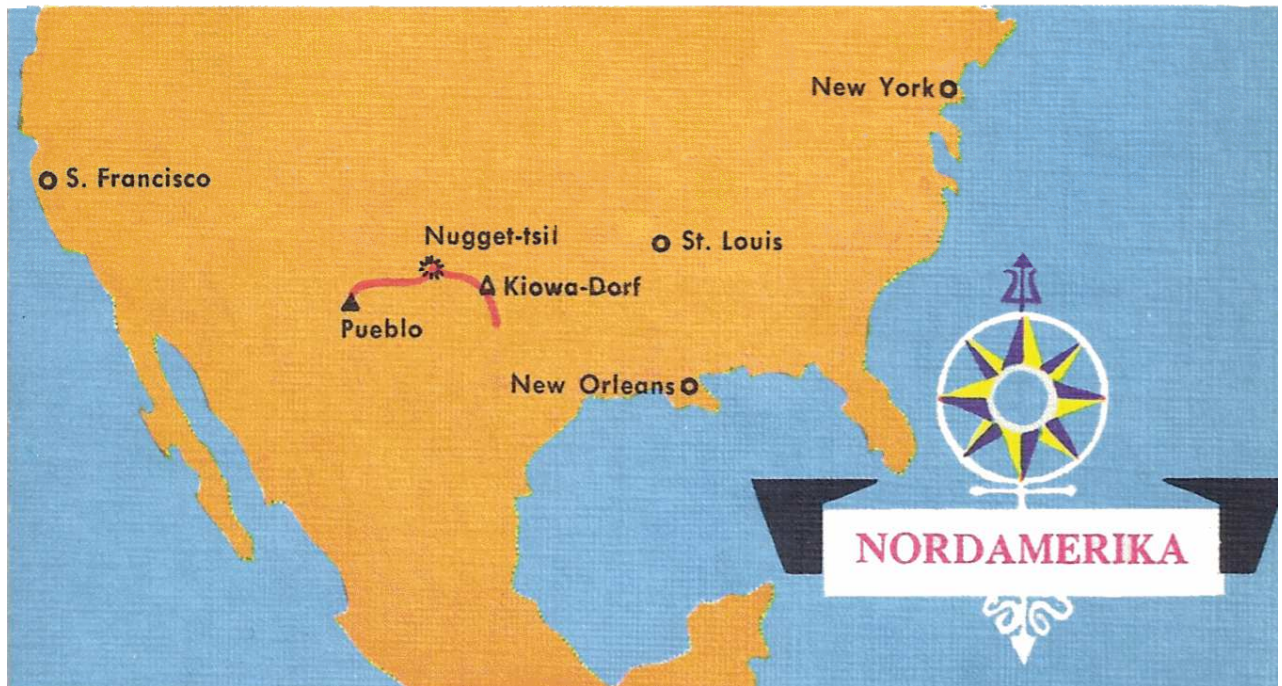 New York
S. Francisco
Nugget-tsil
St. Louis
Kiowa-Dorf
Pueblo
New Orleans
NORDAMERIKA